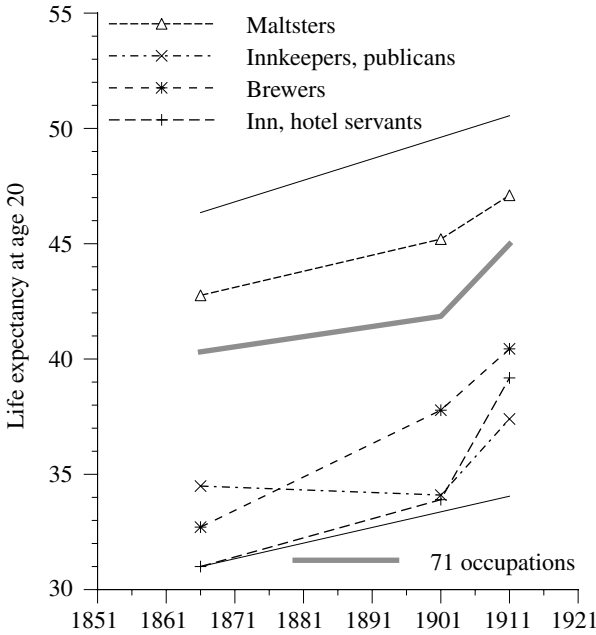 55
50
45
40
35
30
Life expectancy at age 20
Maltsters
Innkeepers, publicans
Brewers
Inn, hotel servants
71 occupations
1851 1861 1871 1881 1891 1901 1911 1921